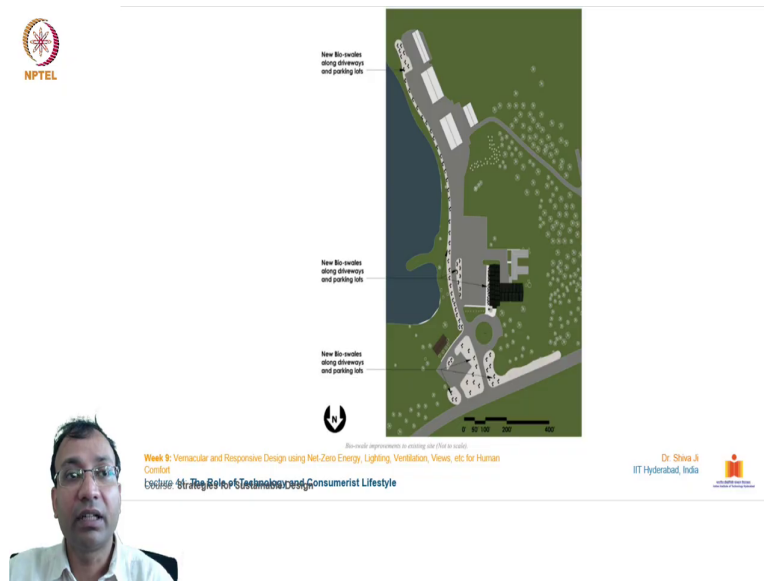 NPTEL
New Bio-swales
along driveways
and parking lots
New Bio-swales
along driveways
and parking lots
New Bio-swales
along driveways
and parking lots
N
0' 50' 100' 200' 400'
Bio-swale improvements to existing site (Not to scale).
Week 9: Vernacular and Responsive Design using Net-Zero Energy, Lighting, Ventilation, Views, etc for Human
Comfort
Lecture 41 The Role of Technology and Consumerist Lifestyle
Course: Strategies for Sustainable Design
Dr. Shiva Ji
IIT Hyderabad, India